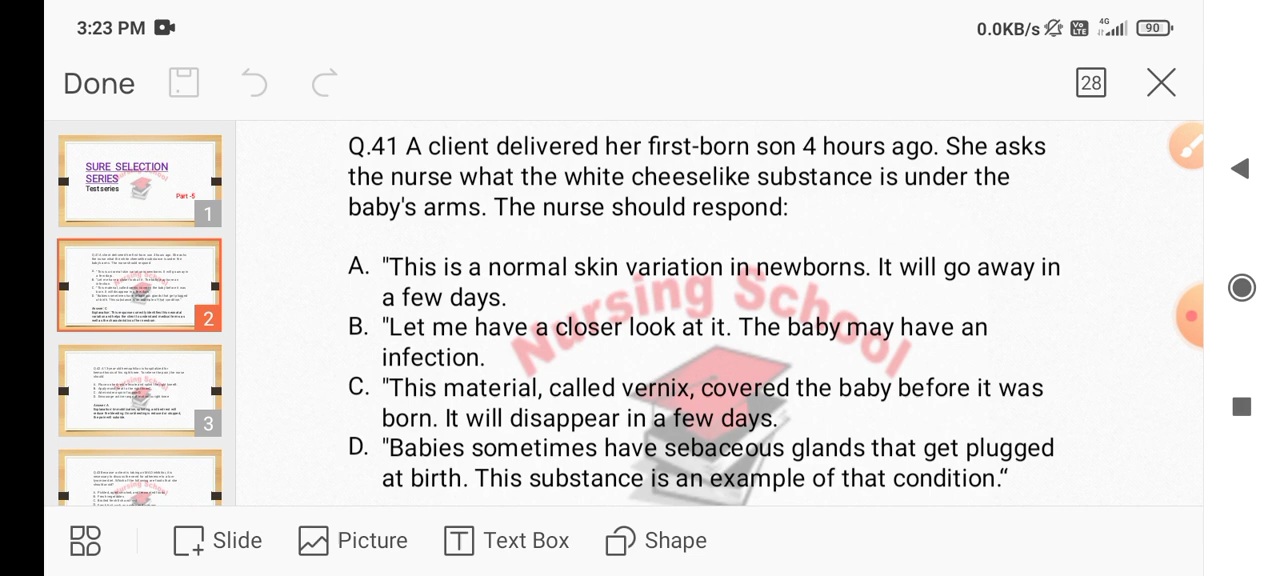 3:23 PM
0.0KB/s Vo LTE 4G 90
Done
28
SURE SELECTION
SERIES
Test series
Part -5
1
2
3
Q.41 A client delivered her first-born son 4 hours ago. She asks
the nurse what the white cheeselike substance is under the
baby's arms. The nurse should respond:
A. "This is a normal skin variation in newborns. It will go away in
a few days.
B. "Let me have a closer look at it. The baby may have an
infection.
C. "This material, called vernix, covered the baby before it was
born. It will disappear in a few days.
D. "Babies sometimes have sebaceous glands that get plugged
at birth. This substance is an example of that condition.“
Nursing School
Slide
Picture
Text Box
Shape